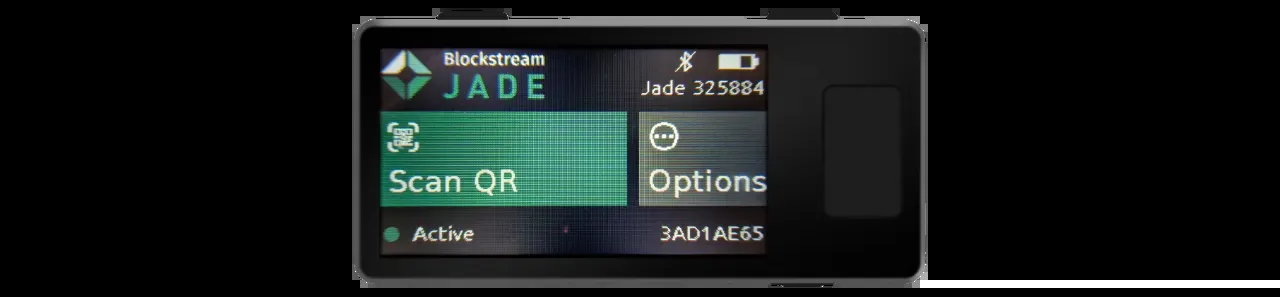 Blockstream
JADE
Jade 325884
Scan QR
Options
Active
3AD1AE65